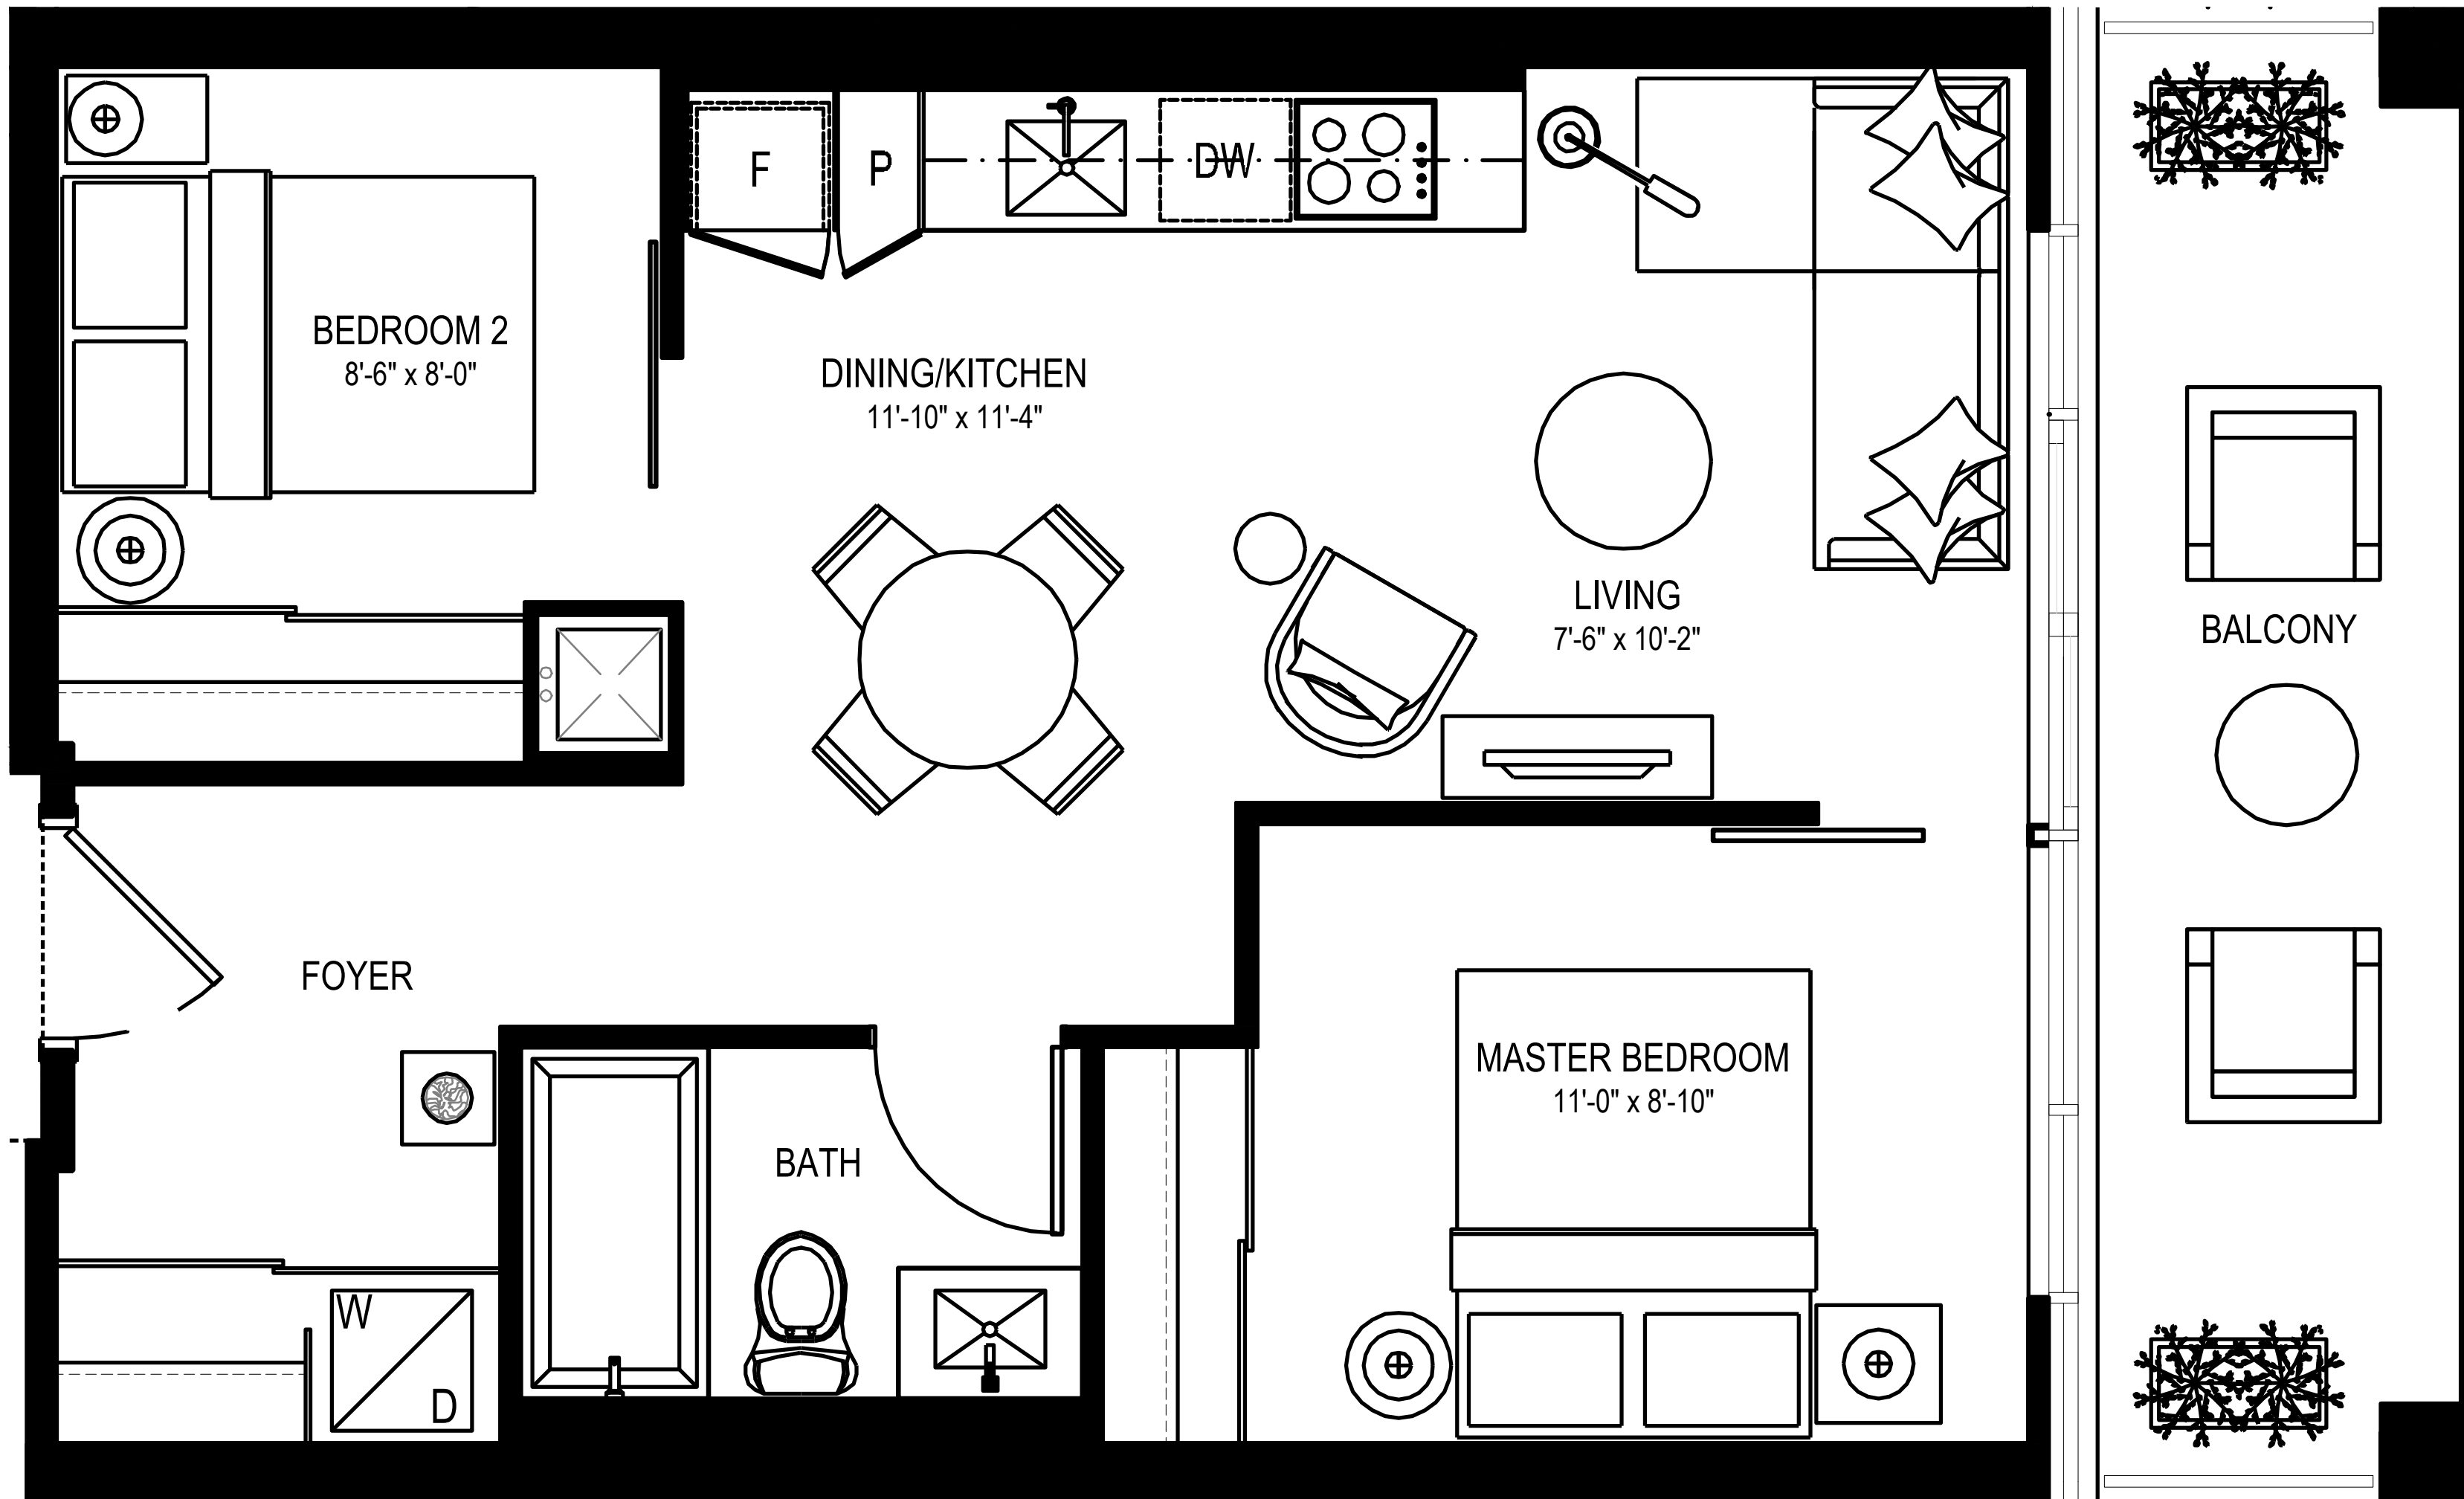 F
P
DW
BEDROOM 2
8'-6" x 8'-0"
DINING/KITCHEN
11'-10" x 11'-4"
LIVING
7'-6" x 10'-2"
BALCONY
FOYER
MASTER BEDROOM
11'-0" x 8'-10"
BATH
W
D